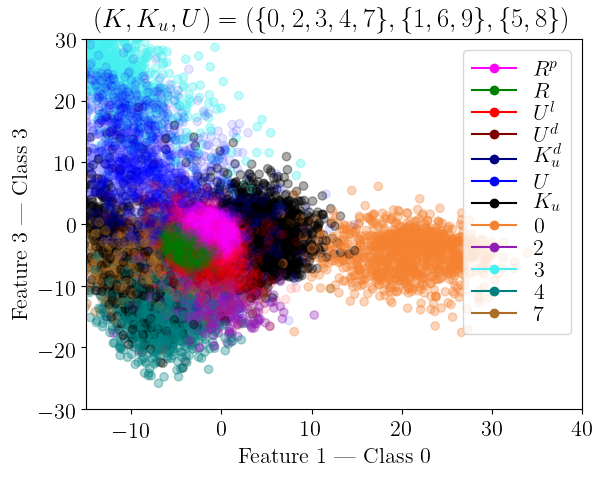 (K, K_u, U) = ({0, 2, 3, 4, 7}, {1, 6, 9}, {5, 8})
30
20
10
0
−10
−20
−30
Feature 3 — Class 3
R^p
R
U^l
U^d
K_u^d
U
K_u
0
2
3
4
7
−10
0
10
20
30
40
Feature 1 — Class 0